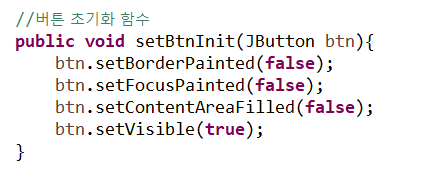 //버튼 초기화 함수
public void setBtnInit(JButton btn){
    btn.setBorderPainted(false);
    btn.setFocusPainted(false);
    btn.setContentAreaFilled(false);
    btn.setVisible(true);
}